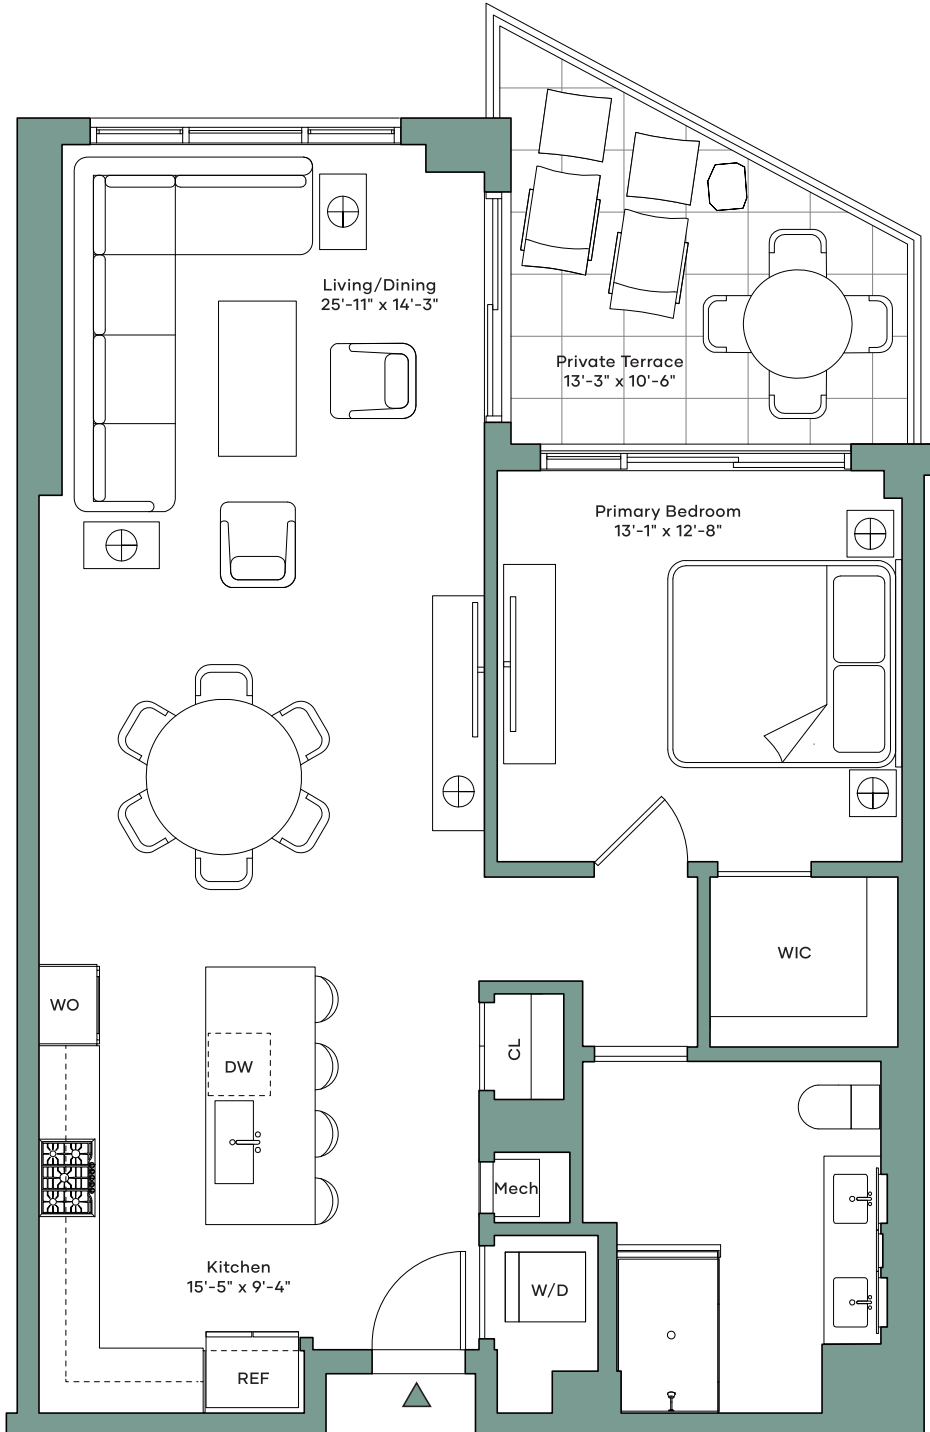 Living/Dining
25'-11" x 14'-3"
Private Terrace
13'-3" x 10'-6"
Primary Bedroom
13'-1" x 12'-8"
WIC
WO
CL
DW
Mech
Kitchen
15'-5" x 9'-4"
W/D
REF